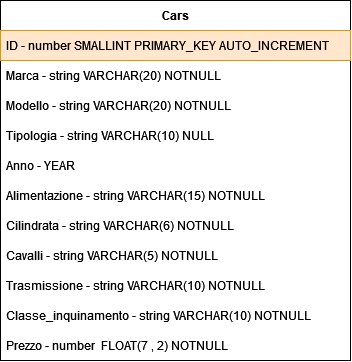 Cars
ID - number SMALLINT PRIMARY_KEY AUTO_INCREMENT
Marca - string VARCHAR(20) NOTNULL
Modello - string VARCHAR(20) NOTNULL
Tipologia - string VARCHAR(10) NULL
Anno - YEAR
Alimentazione - string VARCHAR(15) NOTNULL
Cilindrata - string VARCHAR(6) NOTNULL
Cavalli - string VARCHAR(5) NOTNULL
Trasmissione - string VARCHAR(10) NOTNULL
Classe_inquinamento - string VARCHAR(10) NOTNULL
Prezzo - number  FLOAT(7 , 2) NOTNULL